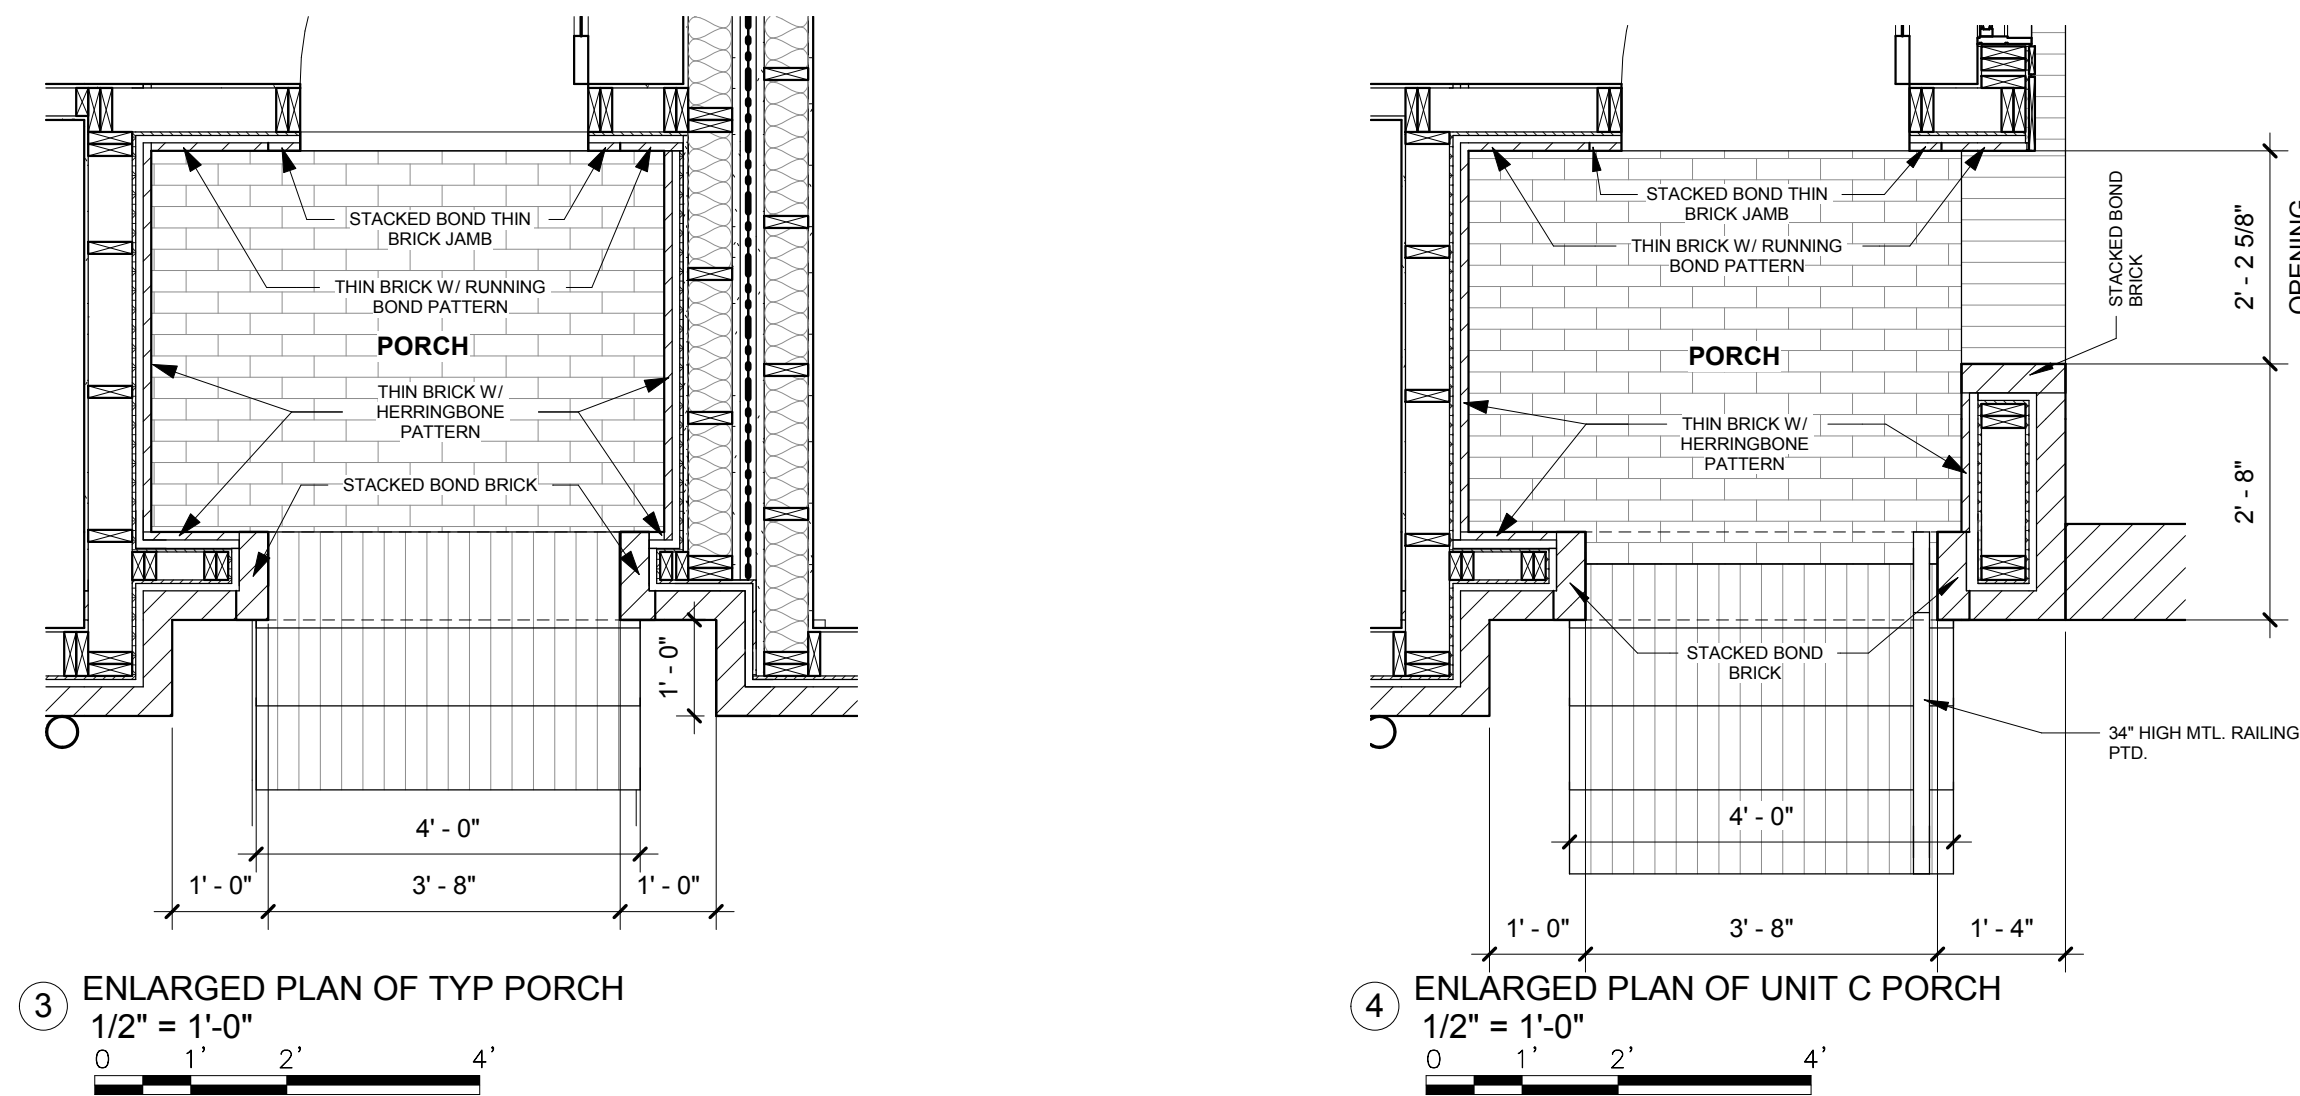 STACKED BOND THIN
BRICK JAMB
THIN BRICK W/ RUNNING
BOND PATTERN
PORCH
THIN BRICK W/
HERRINGBONE
PATTERN
STACKED BOND BRICK
1' - 0"
4' - 0"
1' - 0"
3' - 8"
1' - 0"
3
ENLARGED PLAN OF TYP PORCH
1/2" = 1'-0"
0 1' 2' 4'
STACKED BOND THIN
BRICK JAMB
THIN BRICK W/ RUNNING
BOND PATTERN
STACKED BOND
BRICK
2' - 2 5/8"
OPENING
PORCH
THIN BRICK W/
HERRINGBONE
PATTERN
2' - 8"
STACKED BOND
BRICK
34" HIGH MTL. RAILING
PTD.
4' - 0"
1' - 0"
3' - 8"
1' - 4"
4
ENLARGED PLAN OF UNIT C PORCH
1/2" = 1'-0"
0 1' 2' 4'